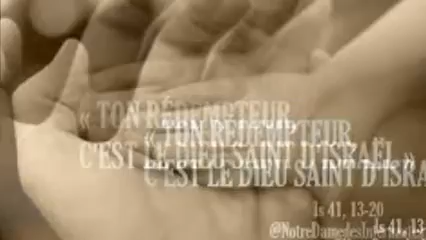 « TON RÉDEMPTEUR
C'EST LE DIEU SAINT D'ISRAËL »
« TON RÉDEMPTEUR
C'EST LE DIEU SAINT D'ISRA
Is 41, 13-20
Is 41, 13